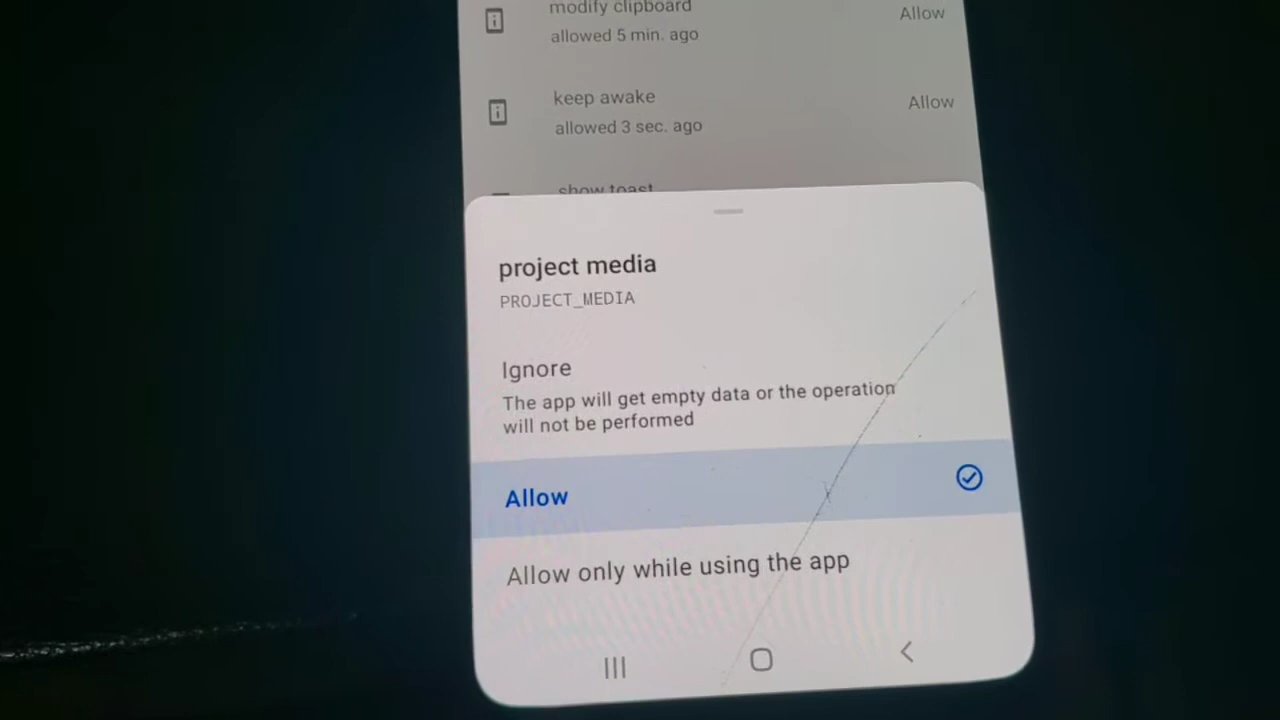 modify clipboard
Allow
allowed 5 min. ago
keep awake
Allow
allowed 3 sec. ago
show toast
project media
PROJECT_MEDIA
Ignore
The app will get empty data or the operation
will not be performed
Allow
Allow only while using the app